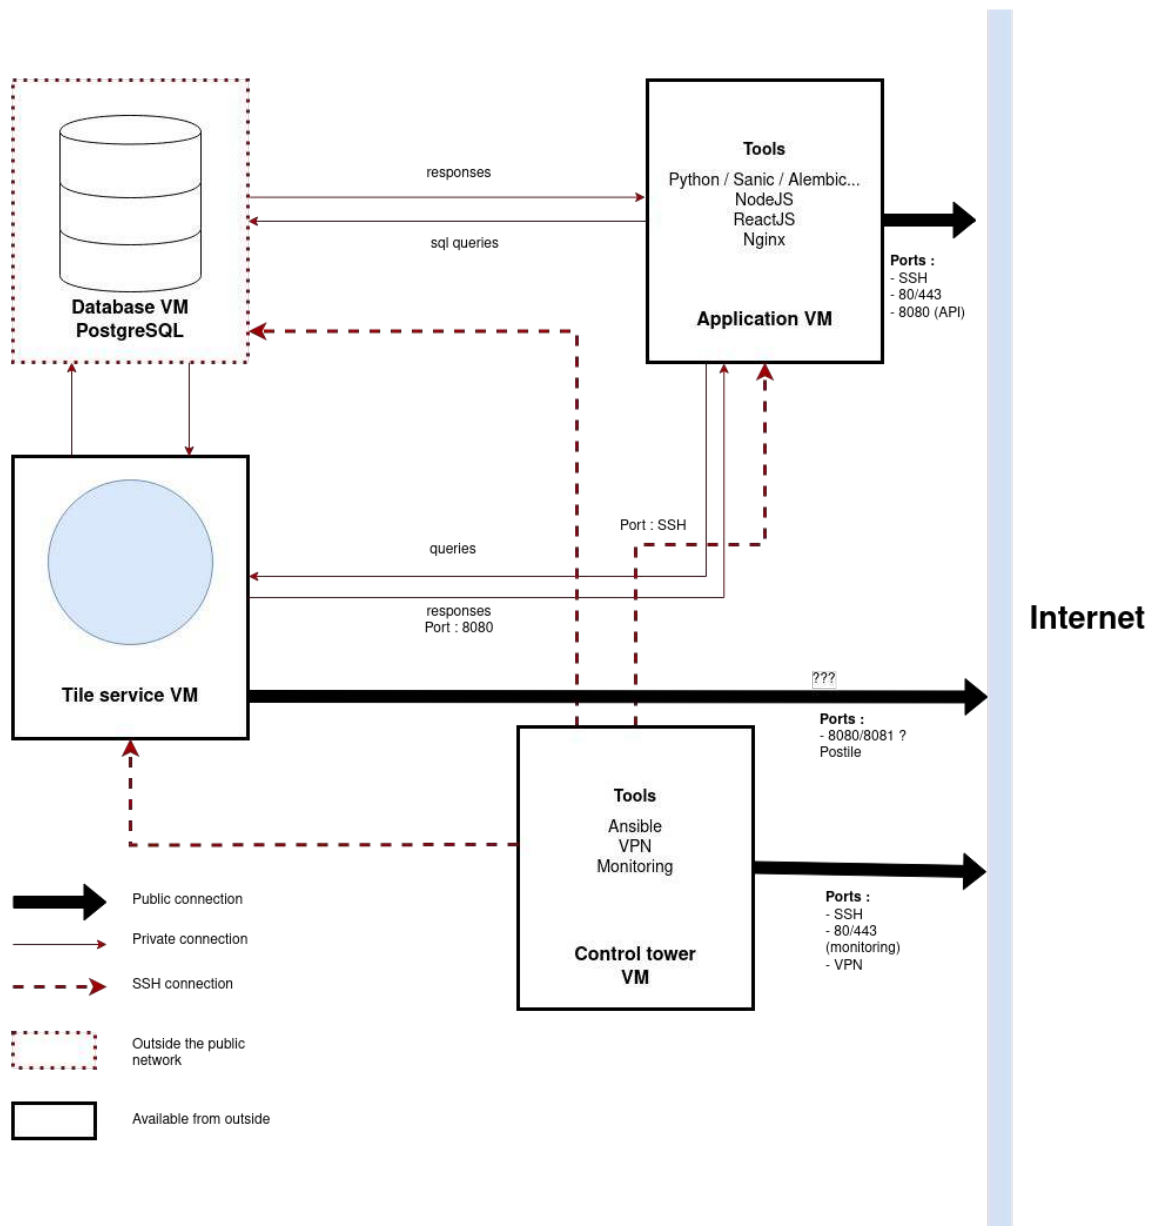 responses
sql queries
Database VM
PostgreSQL
Tools
Python / Sanic / Alembic...
NodeJS
ReactJS
Nginx
Application VM
Ports :
- SSH
- 80/443
- 8080 (API)
Port : SSH
queries
responses
Port : 8080
Internet
Tile service VM
???
Ports :
- 8080/8081 ?
Postile
Tools
Ansible
VPN
Monitoring
Control tower
VM
Ports :
- SSH
- 80/443
(monitoring)
- VPN
Public connection
Private connection
SSH connection
Outside the public
network
Available from outside